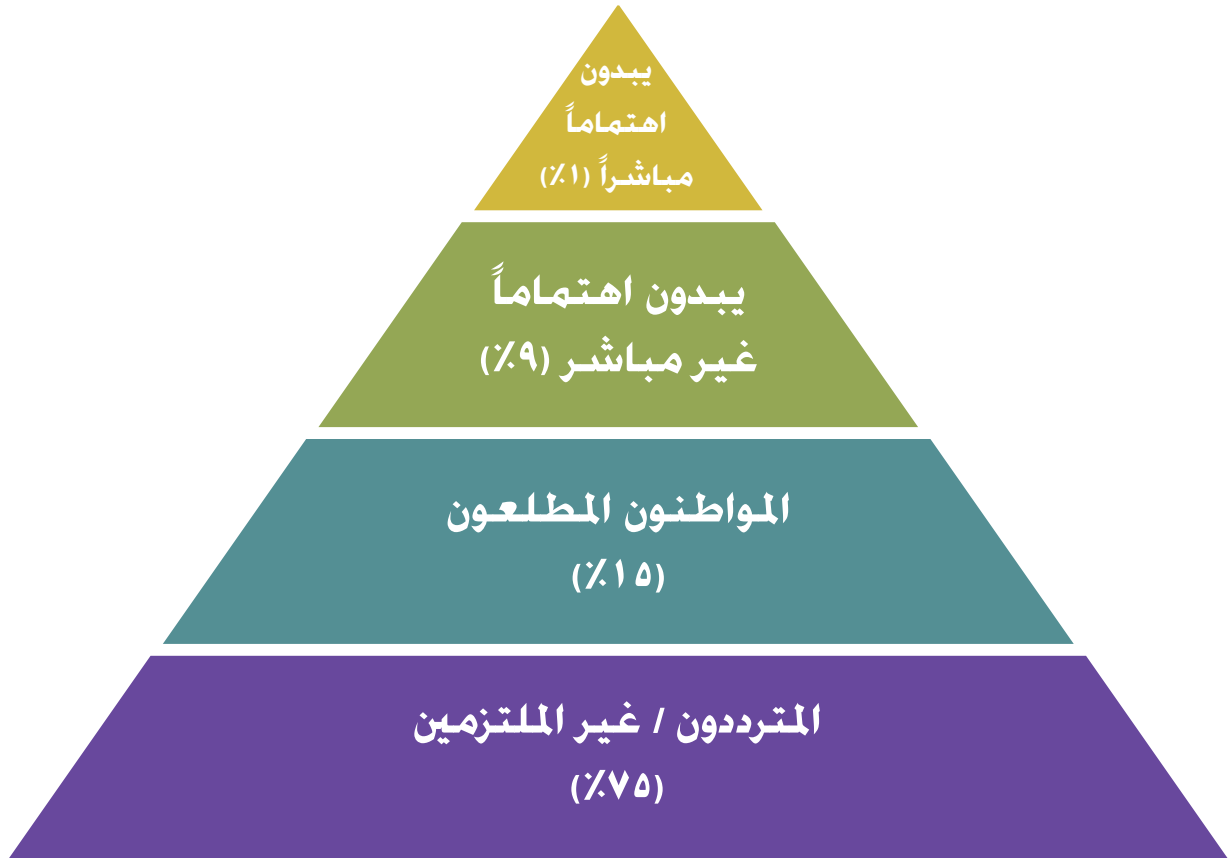 يبدون
اهتماماً
مباشراً (١٪)
يبدون اهتماماً
غير مباشر (٩٪)
المواطنون المطلعون
(١٥٪)
المترددون / غير الملتزمين
(٧٥٪)